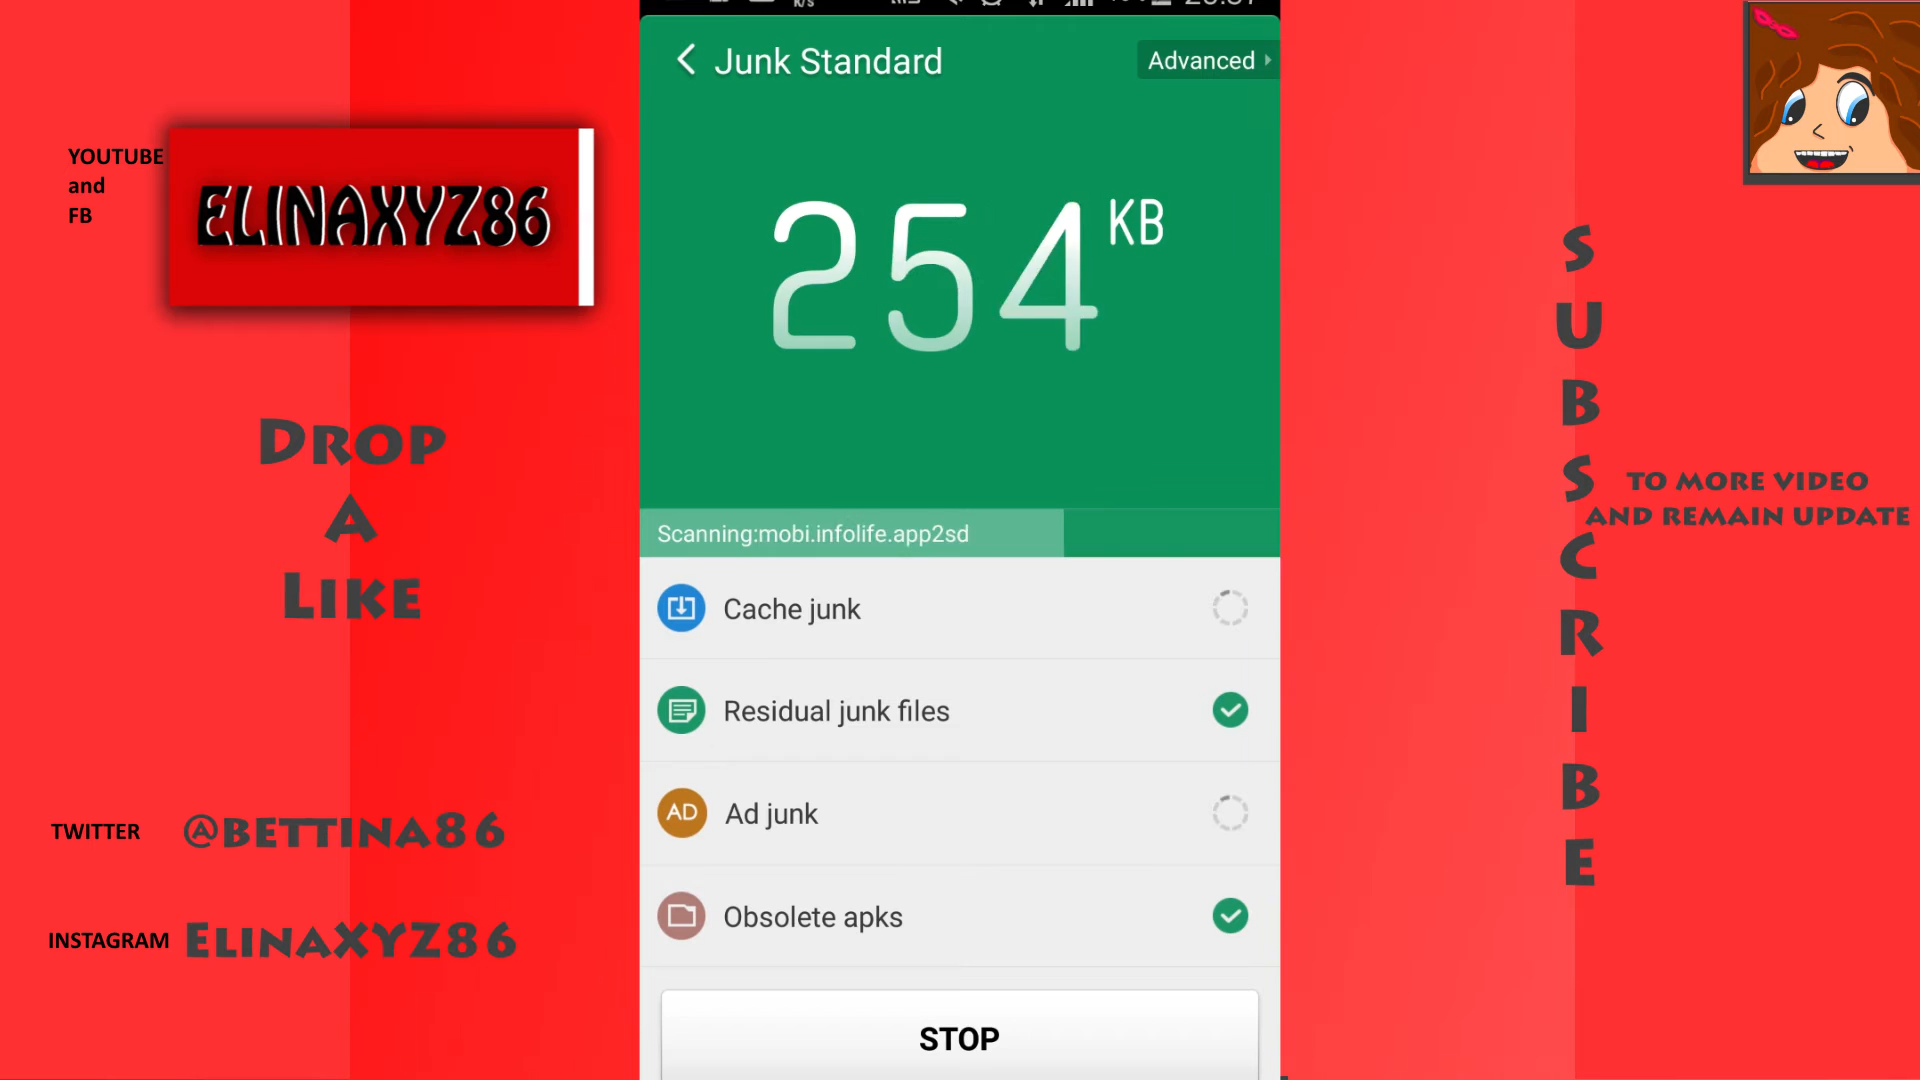 K/s
Junk Standard
Advanced
254 KB
Scanning:mobi.infolife.app2sd
Cache junk
Residual junk files
AD
Ad junk
Obsolete apks
STOP
YOUTUBE
and
FB
ELINAXYZ86
DROP
A
LIKE
TWITTER @BETTINA86
INSTAGRAM ELINAXYZ86
SUBSCRIBE
TO MORE VIDEO
AND REMAIN UPDATE